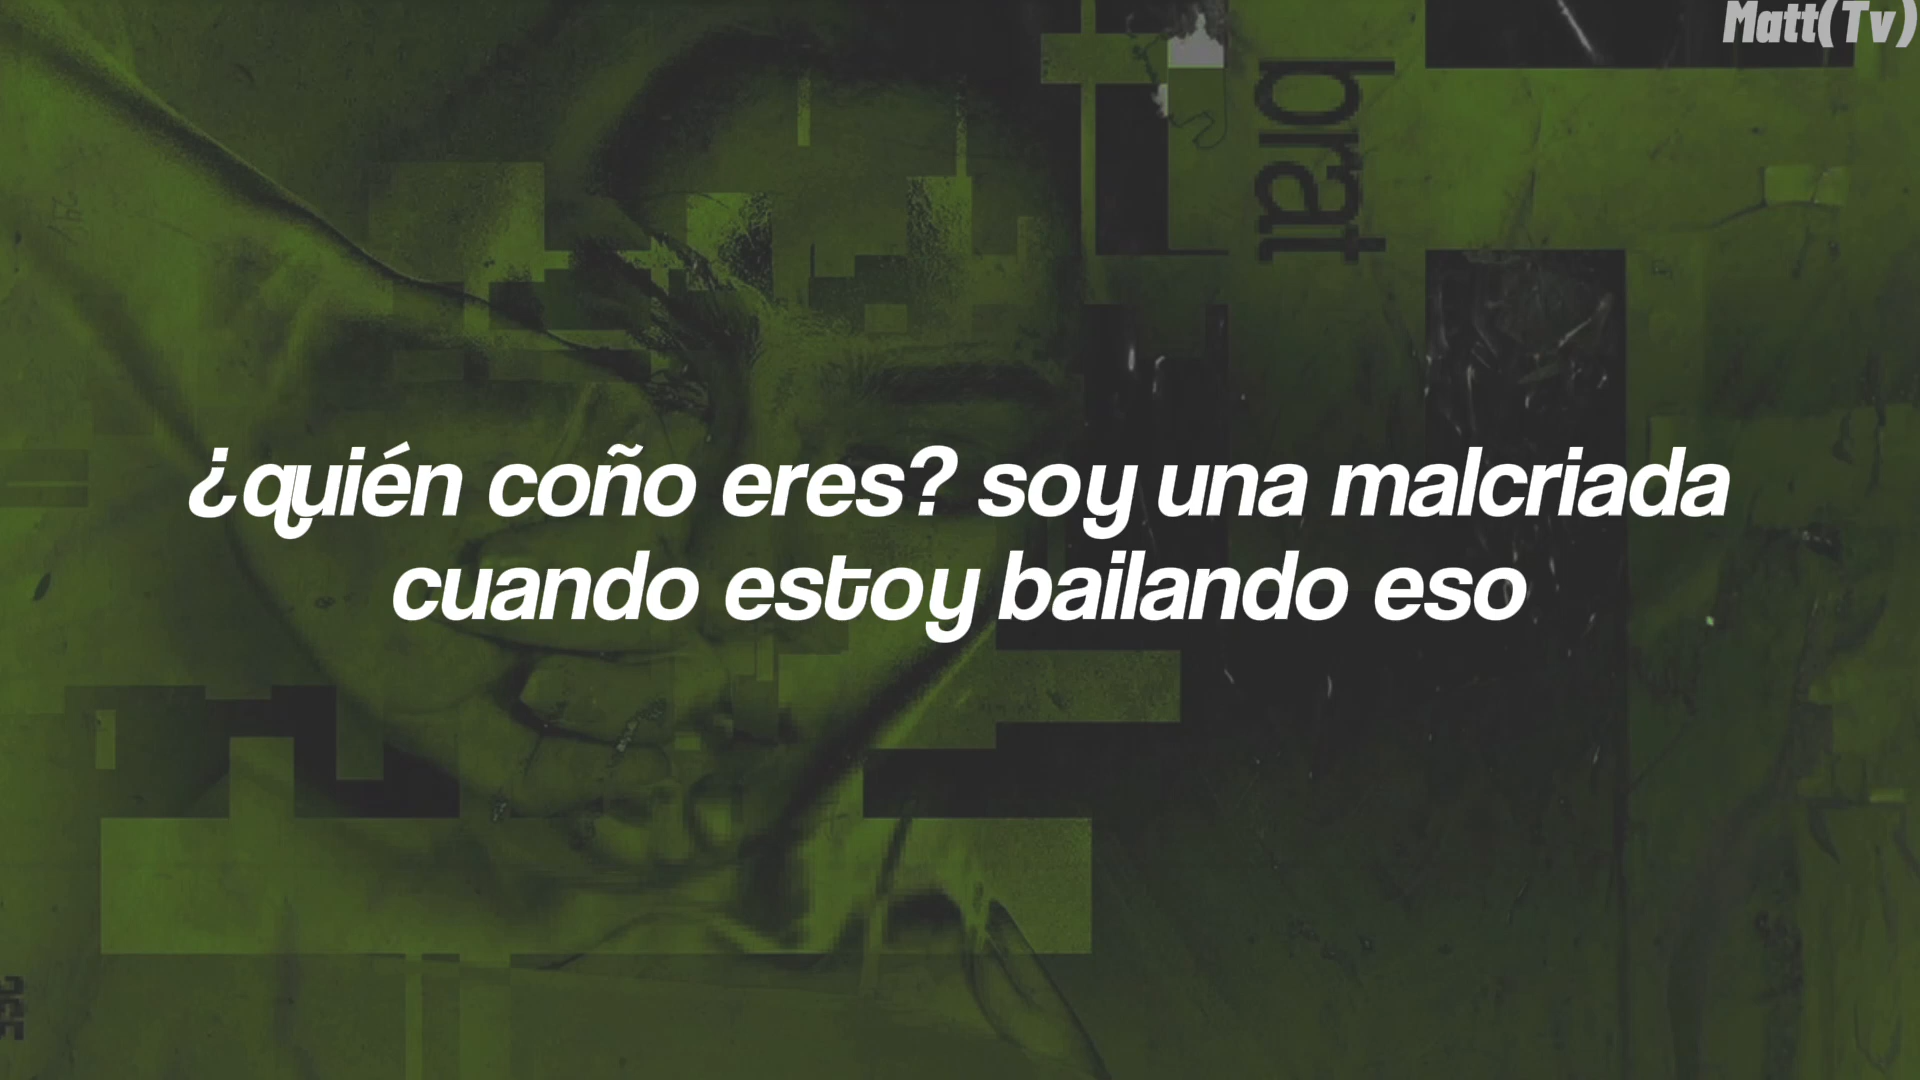 Matt(Tv)
brat
¿quién coño eres? soy una malcriada
cuando estoy bailando eso